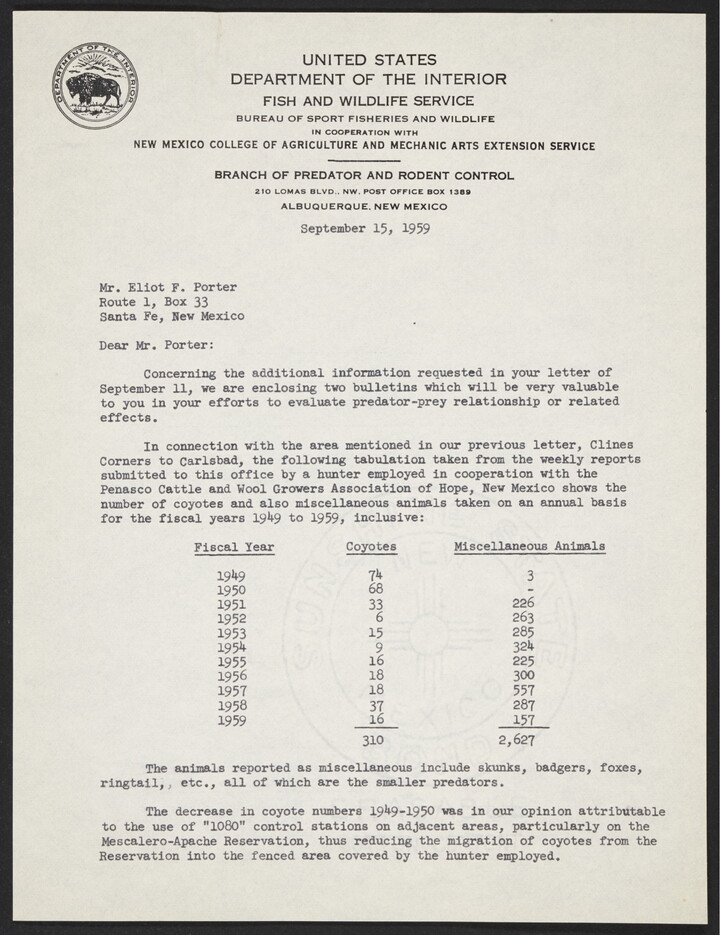 DEPARTMENT OF THE INTERIOR
UNITED STATES
DEPARTMENT OF THE INTERIOR
FISH AND WILDLIFE SERVICE
BUREAU OF SPORT FISHERIES AND WILDLIFE
IN COOPERATION WITH
NEW MEXICO COLLEGE OF AGRICULTURE AND MECHANIC ARTS EXTENSION SERVICE
BRANCH OF PREDATOR AND RODENT CONTROL
210 LOMAS BLVD., NW, POST OFFICE BOX 1389
ALBUQUERQUE, NEW MEXICO
September 15, 1959
Mr. Eliot F. Porter
Route 1, Box 33
Santa Fe, New Mexico
Dear Mr. Porter:
Concerning the additional information requested in your letter of
September 11, we are enclosing two bulletins which will be very valuable
to you in your efforts to evaluate predator-prey relationship or related
effects.
In connection with the area mentioned in our previous letter, Clines
Corners to Carlsbad, the following tabulation taken from the weekly reports
submitted to this office by a hunter employed in cooperation with the
Penasco Cattle and Wool Growers Association of Hope, New Mexico shows the
number of coyotes and also miscellaneous animals taken on an annual basis
for the fiscal years 1949 to 1959, inclusive:
Fiscal Year Coyotes Miscellaneous Animals
1949 74 3
1950 68 -
1951 33 226
1952 6 263
1953 15 285
1954 9 324
1955 16 225
1956 18 300
1957 18 557
1958 37 287
1959 16 157
310 2,627
The animals reported as miscellaneous include skunks, badgers, foxes,
ringtail,, etc., all of which are the smaller predators.
The decrease in coyote numbers 1949-1950 was in our opinion attributable
to the use of "1080" control stations on adjacent areas, particularly on the
Mescalero-Apache Reservation, thus reducing the migration of coyotes from the
Reservation into the fenced area covered by the hunter employed.